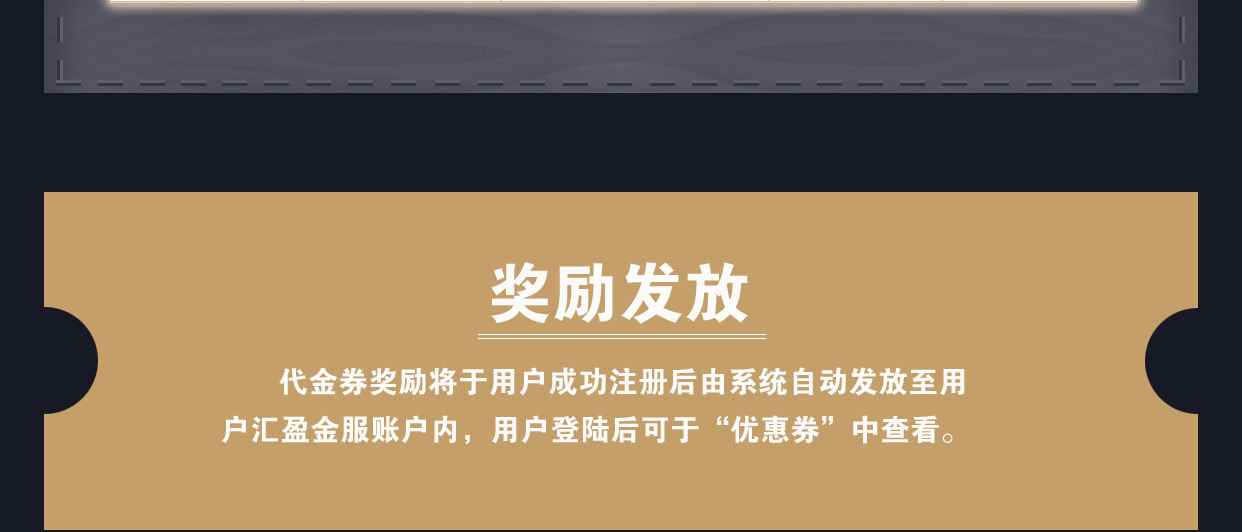 奖励发放
代金券奖励将于用户成功注册后由系统自动发放至用
户汇盈金服账户内，用户登陆后可于“优惠券”中查看。